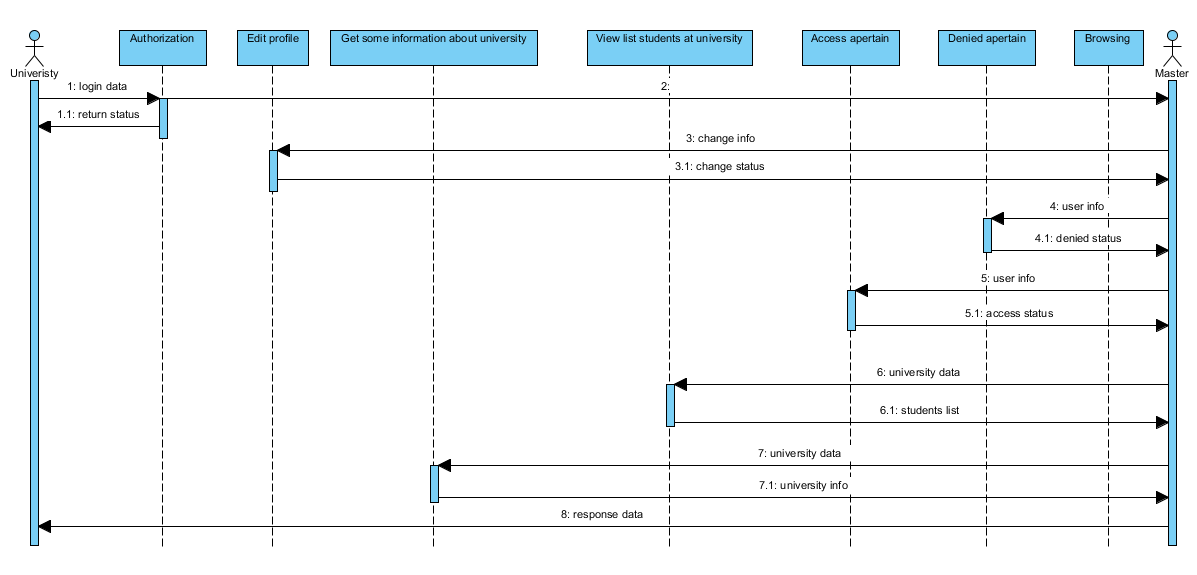 Authorization
Edit profile
Get some information about university
View list students at university
Access apertain
Denied apertain
Browsing
Univeristy
Master
1: login data
2:
1.1: return status
3: change info
3.1: change status
4: user info
4.1: denied status
5: user info
5.1: access status
6: university data
6.1: students list
7: university data
7.1: university info
8: response data